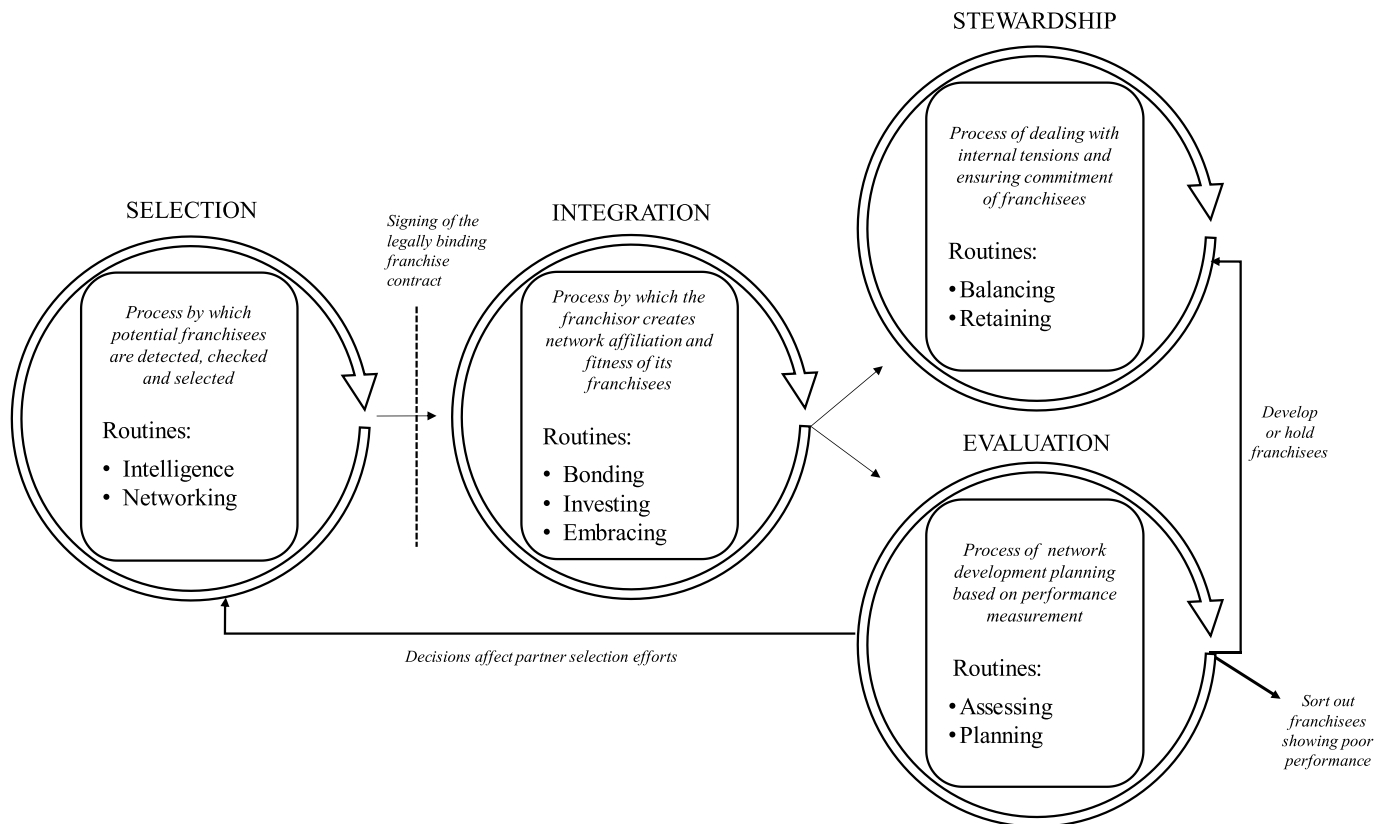 SELECTION
Process by which
potential franchisees
are detected, checked
and selected
Routines:
• Intelligence
• Networking
Signing of the
legally binding
franchise
contract
INTEGRATION
Process by which the
franchisor creates
network affiliation and
fitness of its
franchisees
Routines:
• Bonding
• Investing
• Embracing
STEWARDSHIP
Process of dealing with
internal tensions and
ensuring commitment
of franchisees
Routines:
• Balancing
• Retaining
EVALUATION
Process of network
development planning
based on performance
measurement
Routines:
• Assessing
• Planning
Develop
or hold
franchisees
Sort out
franchisees
showing poor
performance
Decisions affect partner selection efforts